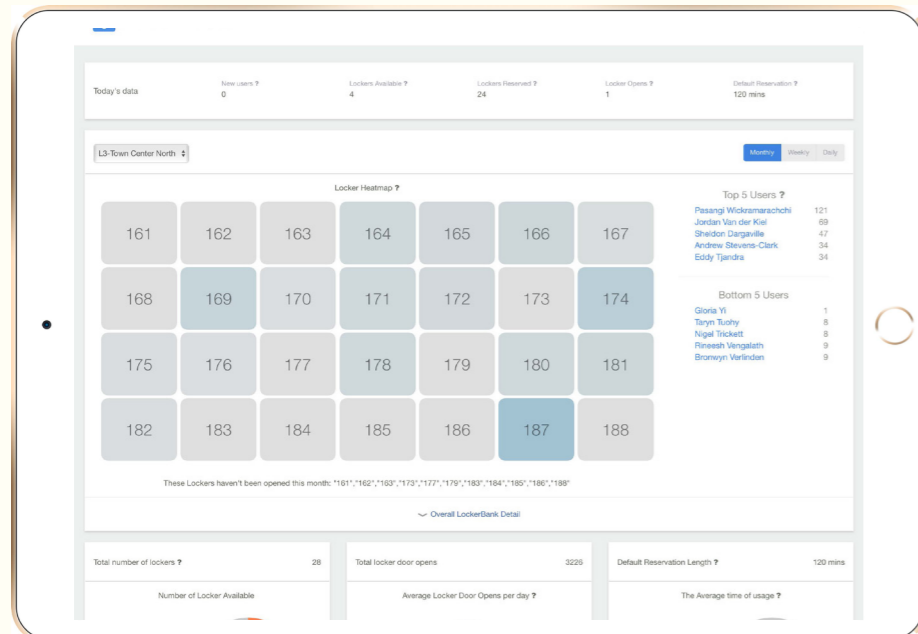 Today's data
New users ?
0
Lockers Available ?
4
Lockers Reserved ?
24
Locker Opens ?
1
Default Reservation ?
120 mins
L3-Town Center North
Monthly Weekly Daily
Locker Heatmap ?
161 162 163 164 165 166 167
168 169 170 171 172 173 174
175 176 177 178 179 180 181
182 183 184 185 186 187 188
Top 5 Users ?
Pasangi Wickramarachchi 121
Jordan Van der Kiel 69
Sheldon Dargaville 47
Andrew Stevens-Clark 34
Eddy Tjandra 34
Bottom 5 Users
Gloria Yi 1
Taryn Tuohy 8
Nigel Trickett 8
Rineesh Vengalath 9
Bronwyn Verlinden 9
These Lockers haven't been opened this month: "161","162","163","173","177","179","183","184","185","186","188"
Overall LockerBank Detail
Total number of lockers ? 28
Number of Locker Available
Total locker door opens 3226
Average Locker Door Opens per day ?
Default Reservation Length ? 120 mins
The Average time of usage ?